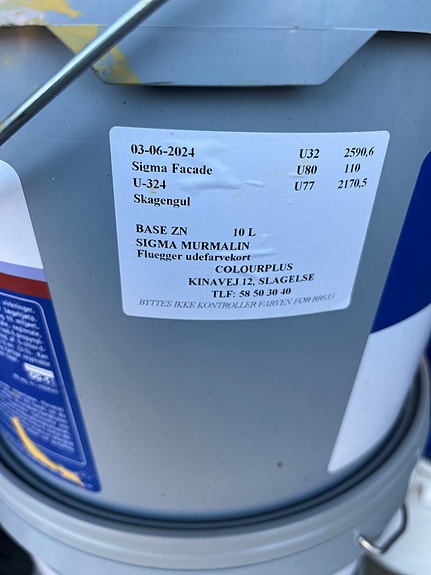 03-06-2024 U32 2590,6
Sigma Facade U80 110
U-324 U77 2170,5
Skagengul
BASE ZN 10 L
SIGMA MURMALIN
Fluegger udefarvekort
COLOURPLUS
KINAVEJ 12, SLAGELSE
TLF: 58 50 30 40
BYTTES IKKE KONTROLLER FARVEN FØR BRUG